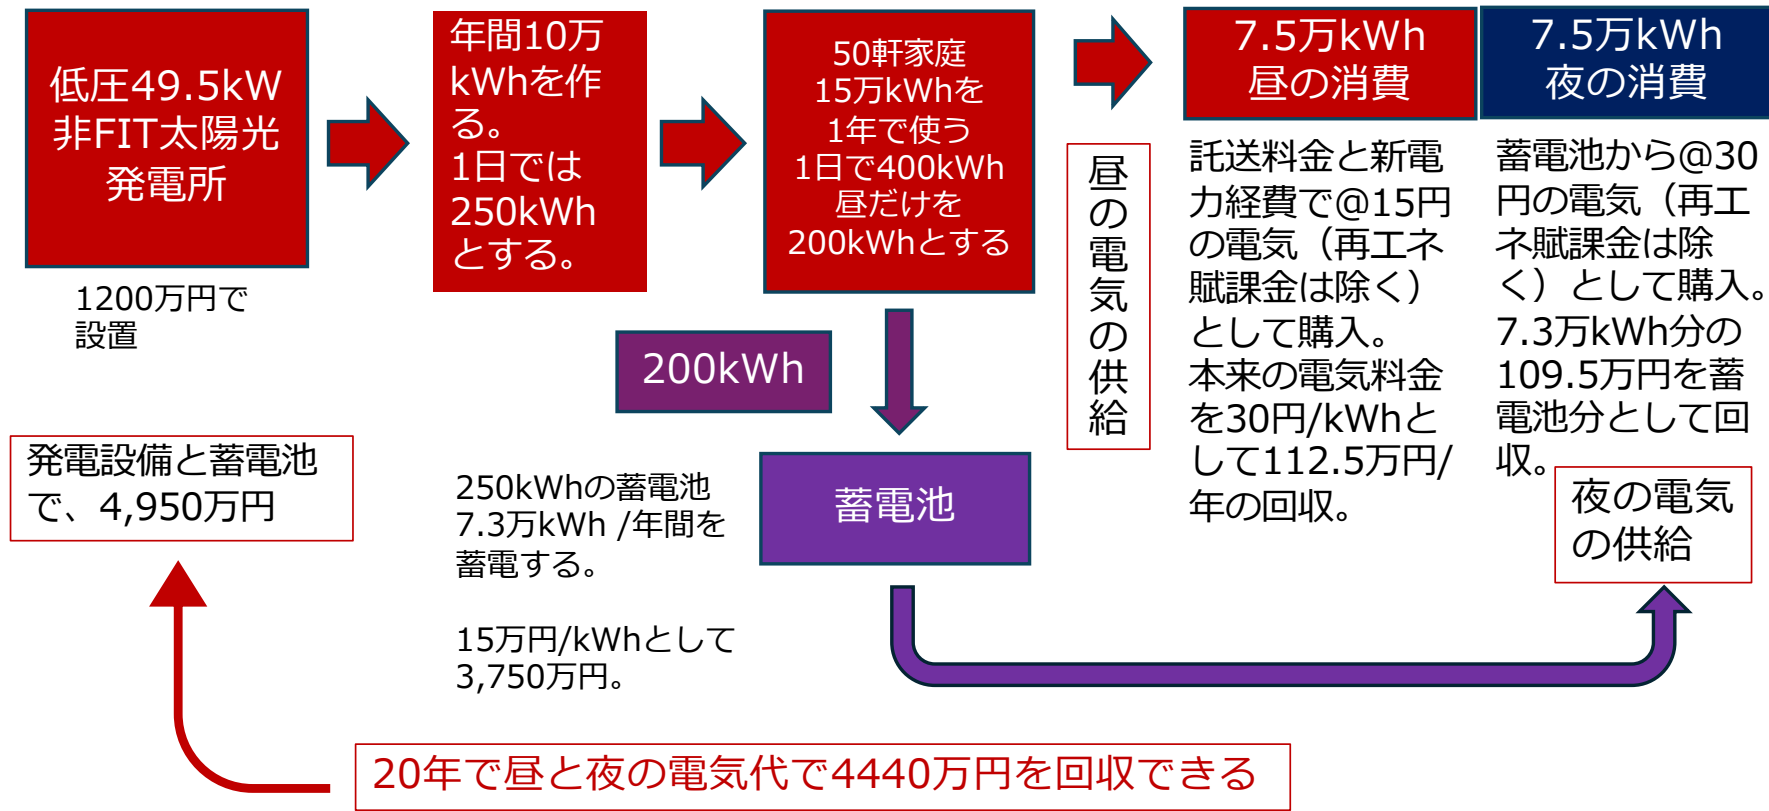 低圧49.5kW
非FIT太陽光
発電所
1200万円で
設置
年間10万
kWhを作
る。
1日では
250kWh
とする。
50軒家庭
15万kWhを
1年で使う
1日で400kWh
昼だけを
200kWhとする
昼の電気の供給
7.5万kWh
昼の消費
託送料金と新電
力経費で@15円
の電気（再エネ
賦課金は除く）
として購入。
本来の電気料金
を30円/kWhと
して112.5万円/
年の回収。
7.5万kWh
夜の消費
蓄電池から@30
円の電気（再エ
ネ賦課金は除
く）として購入。
7.3万kWh分の
109.5万円を蓄
電池分として回
収。
夜の電気
の供給
200kWh
蓄電池
250kWhの蓄電池
7.3万kWh /年間を
蓄電する。
15万円/kWhとして
3,750万円。
発電設備と蓄電池
で、4,950万円
20年で昼と夜の電気代で4440万円を回収できる